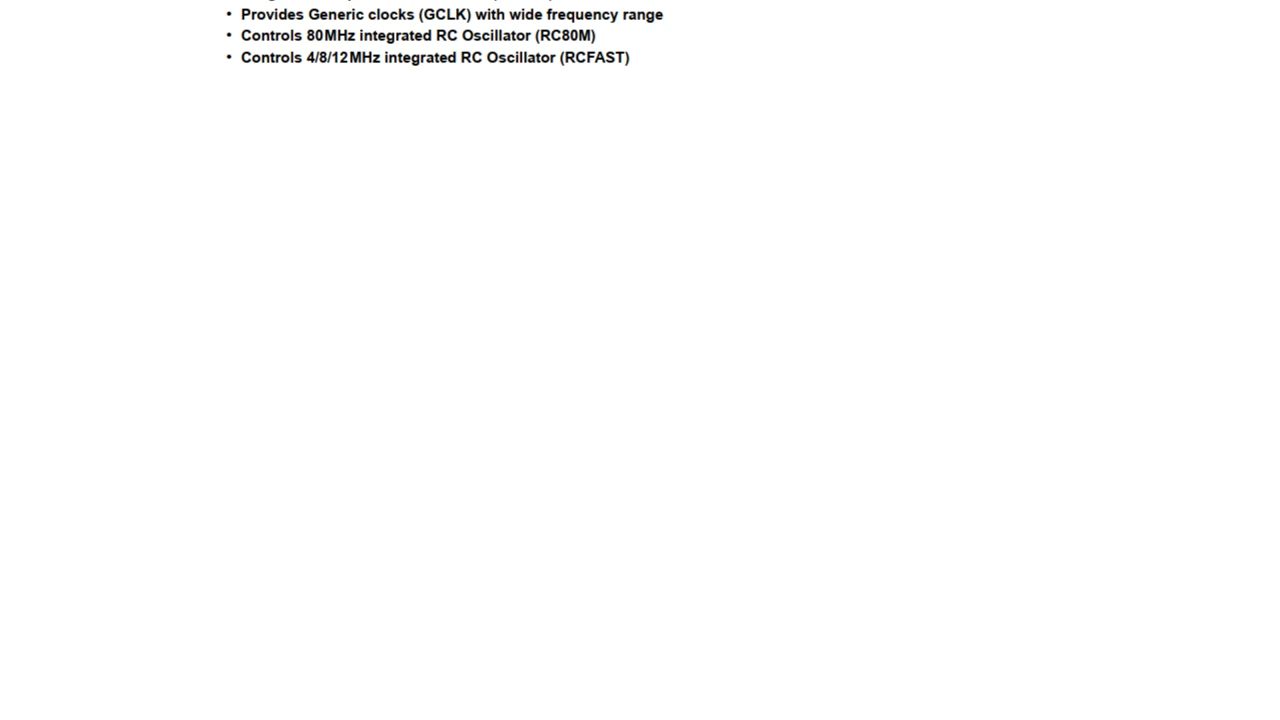 • Provides Generic clocks (GCLK) with wide frequency range
• Controls 80MHz integrated RC Oscillator (RC80M)
• Controls 4/8/12MHz integrated RC Oscillator (RCFAST)